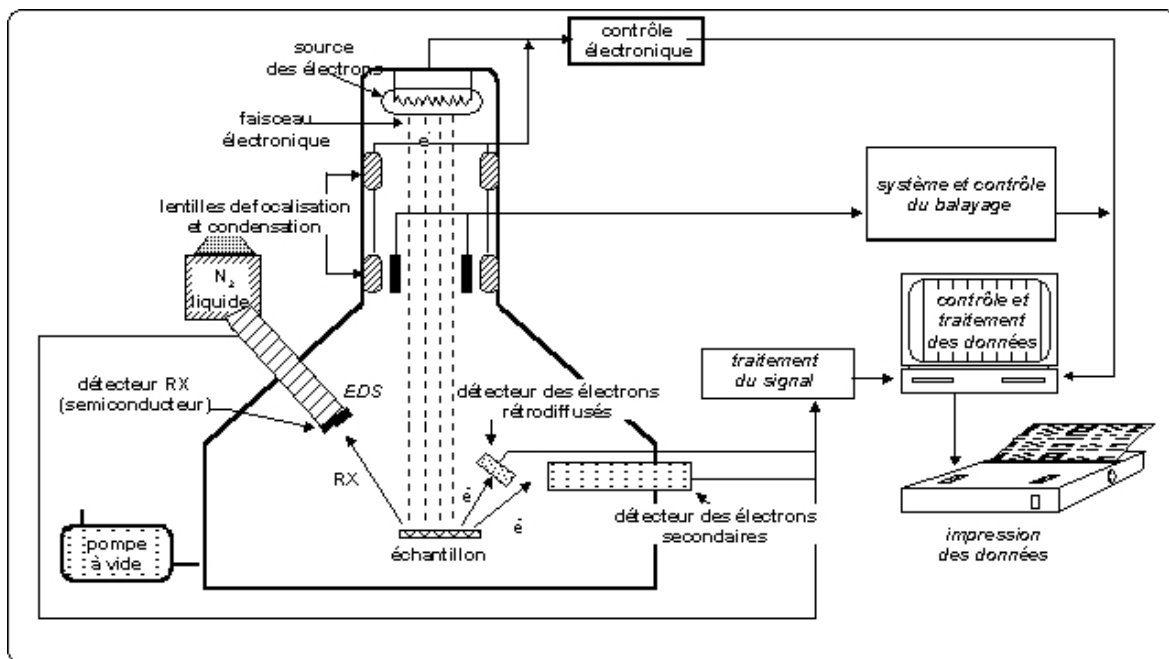 contrôle
électronique
source
des électrons
faisceau
électronique
e-
système et contrôle
du balayage
lentilles defocalisation
et condensation
N2
liquide
contrôle et
traitement
des données
traitement
du signal
détecteur RX
(semiconducteur)
EDS
détecteur des électrons
rétrodiffusés
RX
é
é
détecteur des électrons
secondaires
pompe
à vide
échantillon
impression
des données